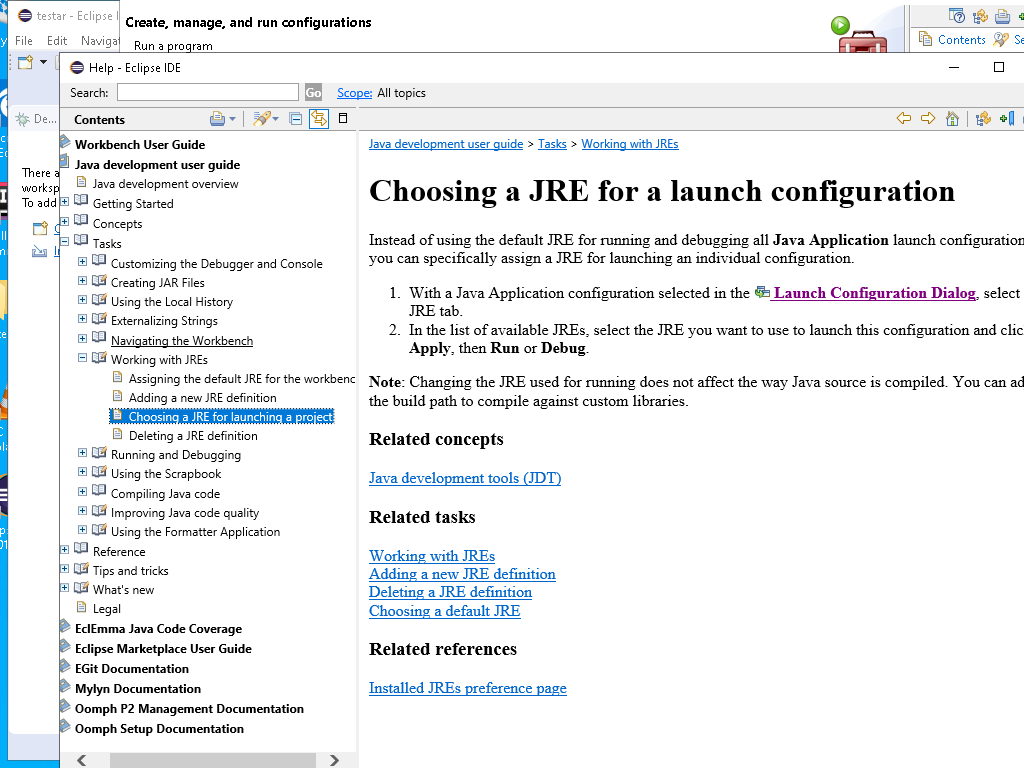 testar - Eclipse I
Create, manage, and run configurations
File Edit Navigat
Run a program
Contents
Se
Help - Eclipse IDE
Search:
Go
Scope: All topics
De...
Contents
Workbench User Guide
Java development user guide
Java development overview
Getting Started
Concepts
Tasks
Customizing the Debugger and Console
Creating JAR Files
Using the Local History
Externalizing Strings
Navigating the Workbench
Working with JREs
Assigning the default JRE for the workbenc
Adding a new JRE definition
Choosing a JRE for launching a project
Deleting a JRE definition
Running and Debugging
Using the Scrapbook
Compiling Java code
Improving Java code quality
Using the Formatter Application
Reference
Tips and tricks
What's new
Legal
EclEmma Java Code Coverage
Eclipse Marketplace User Guide
EGit Documentation
Mylyn Documentation
Oomph P2 Management Documentation
Oomph Setup Documentation
There a
worksp
To add
Java development user guide > Tasks > Working with JREs
Choosing a JRE for a launch configuration
Instead of using the default JRE for running and debugging all Java Application launch configuration
you can specifically assign a JRE for launching an individual configuration.
1. With a Java Application configuration selected in the Launch Configuration Dialog, select
JRE tab.
2. In the list of available JREs, select the JRE you want to use to launch this configuration and clic
Apply, then Run or Debug.
Note: Changing the JRE used for running does not affect the way Java source is compiled. You can ad
the build path to compile against custom libraries.
Related concepts
Java development tools (JDT)
Related tasks
Working with JREs
Adding a new JRE definition
Deleting a JRE definition
Choosing a default JRE
Related references
Installed JREs preference page